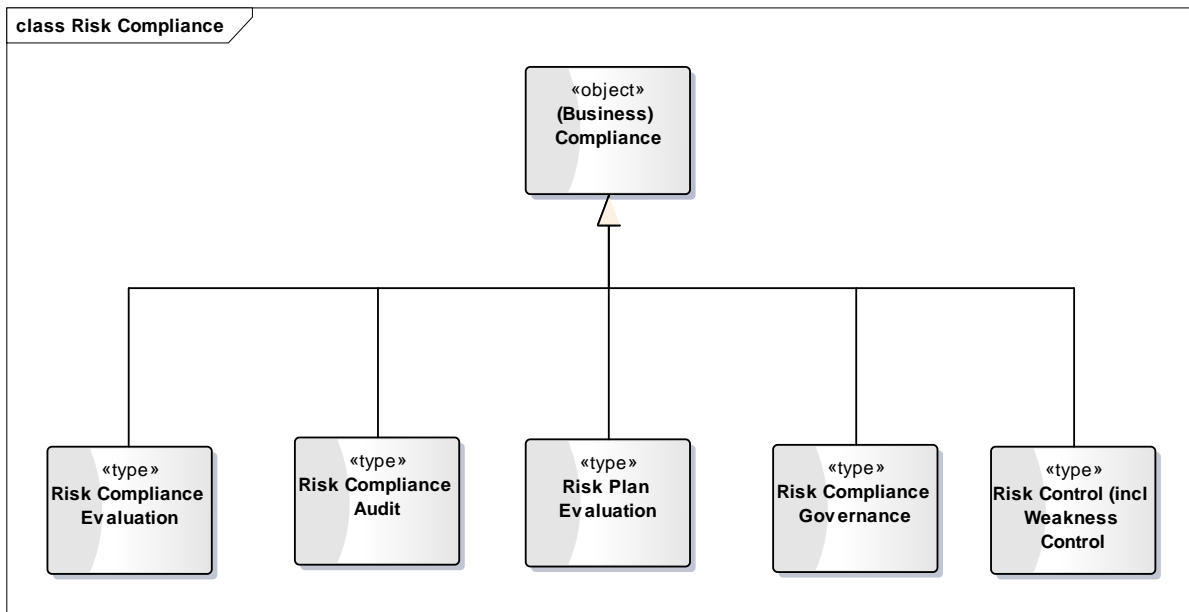 class Risk Compliance
«object»
(Business)
Compliance
«type»
Risk Compliance
Evaluation
«type»
Risk Compliance
Audit
«type»
Risk Plan
Evaluation
«type»
Risk Compliance
Governance
«type»
Risk Control (incl
Weakness
Control